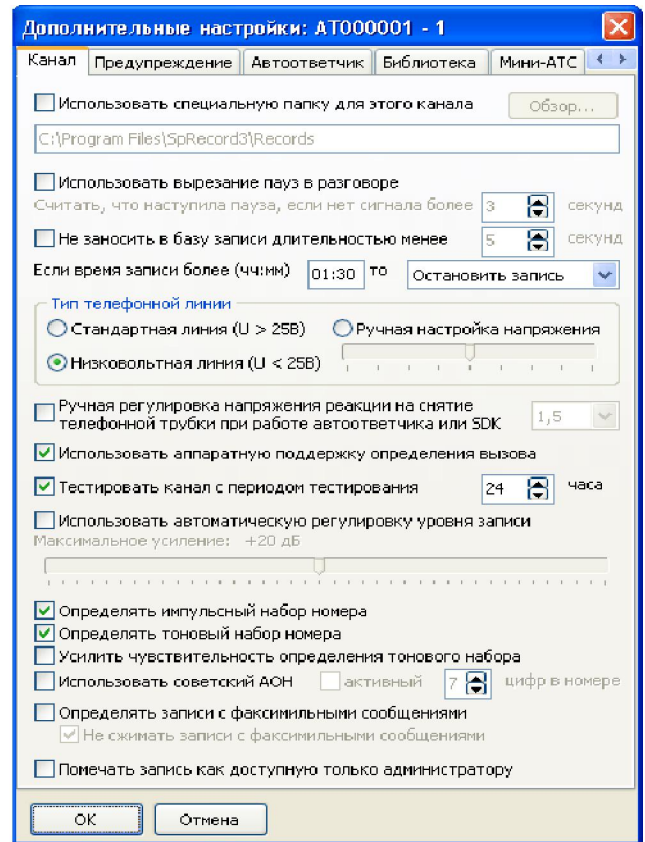 Дополнительные настройки: AT000001 - 1
Канал Предупреждение Автоответчик Библиотека Мини-АТС
Использовать специальную папку для этого канала Обзор...
C:\Program Files\SpRecord3\Records
Использовать вырезание пауз в разговоре
Считать, что наступила пауза, если нет сигнала более 3 секунд
Не заносить в базу записи длительностью менее 5 секунд
Если время записи более (чч:мм) 01:30 то Остановить запись
Тип телефонной линии
Стандартная линия (U > 25В) Ручная настройка напряжения
Низковольтная линия (U < 25В)
Ручная регулировка напряжения реакции на снятие
телефонной трубки при работе автоответчика или SDK 1,5
Использовать аппаратную поддержку определения вызова
Тестировать канал с периодом тестирования 24 часа
Использовать автоматическую регулировку уровня записи
Максимальное усиление: +20 дБ
Определять импульсный набор номера
Определять тоновый набор номера
Усилить чувствительность определения тонового набора
Использовать советский АОН активный 7 цифр в номере
Определять записи с факсимильными сообщениями
Не сжимать записи с факсимильными сообщениями
Помечать запись как доступную только администратору
ОК Отмена